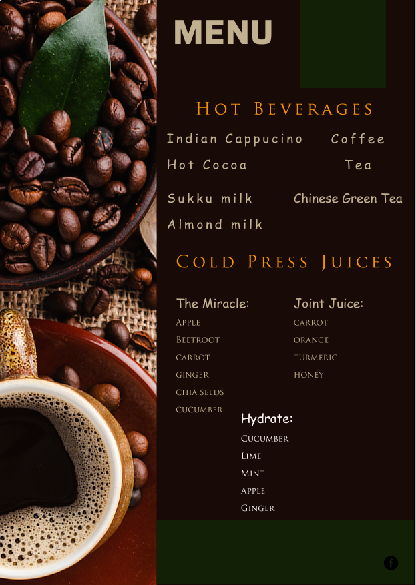 MENU
HOT BEVERAGES
Indian Cappucino Coffee
Hot Cocoa Tea
Sukku milk Chinese Green Tea
Almond milk
COLD PRESS JUICES
The Miracle: Joint Juice:
APPLE CARROT
BEETROOT ORANGE
CARROT TURMERIC
GINGER HONEY
CHIA SEEDS
CUCUMBER
Hydrate:
CUCUMBER
LIME
MINT
APPLE
GINGER
f